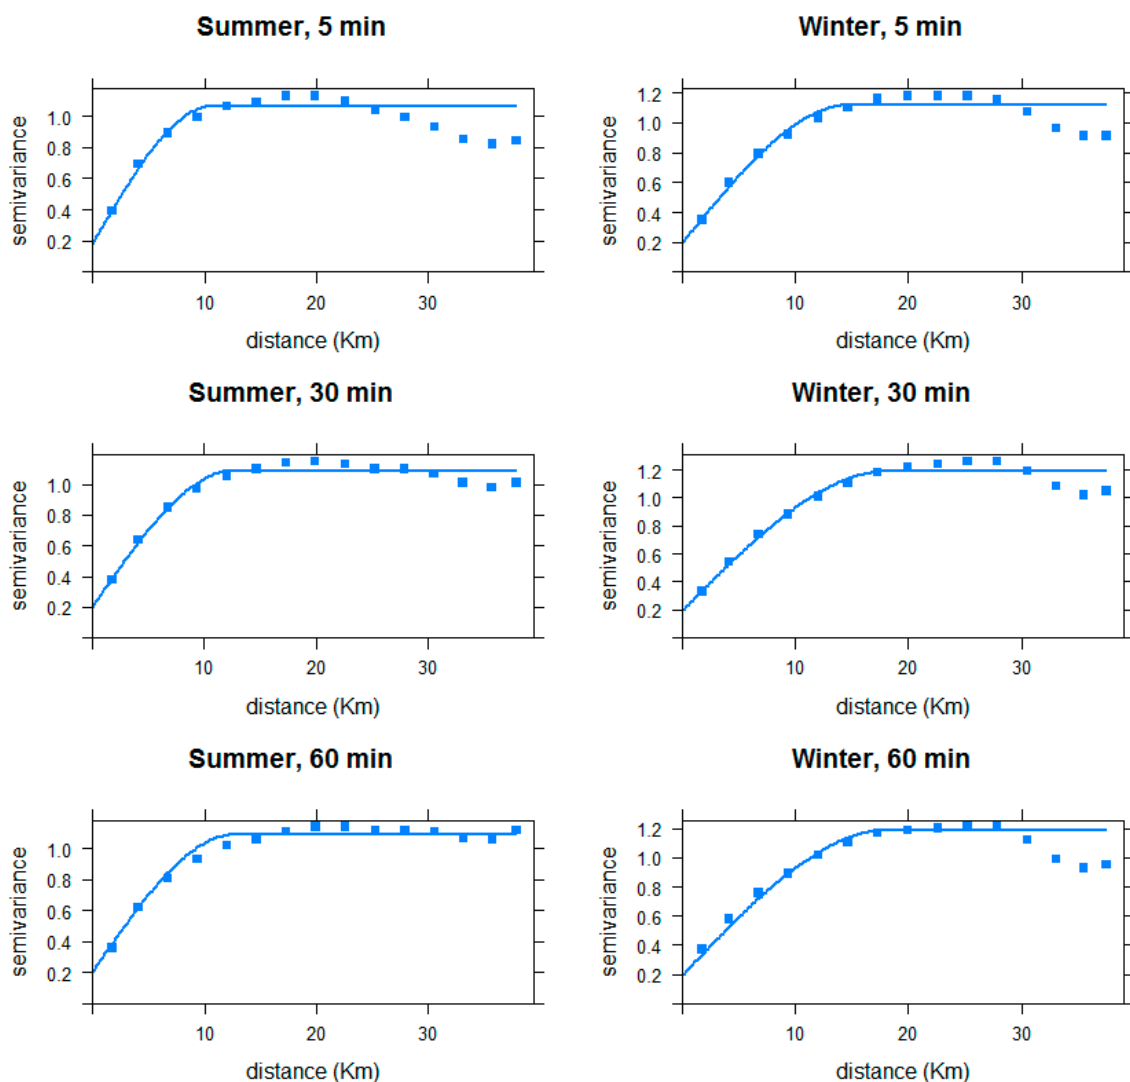 Summer, 5 min
semivariance
1.0
0.8
0.6
0.4
0.2
10 20 30
distance (Km)
Winter, 5 min
semivariance
1.2
1.0
0.8
0.6
0.4
0.2
10 20 30
distance (Km)
Summer, 30 min
semivariance
1.0
0.8
0.6
0.4
0.2
10 20 30
distance (Km)
Winter, 30 min
semivariance
1.2
1.0
0.8
0.6
0.4
0.2
10 20 30
distance (Km)
Summer, 60 min
semivariance
1.0
0.8
0.6
0.4
0.2
10 20 30
distance (Km)
Winter, 60 min
semivariance
1.2
1.0
0.8
0.6
0.4
0.2
10 20 30
distance (Km)